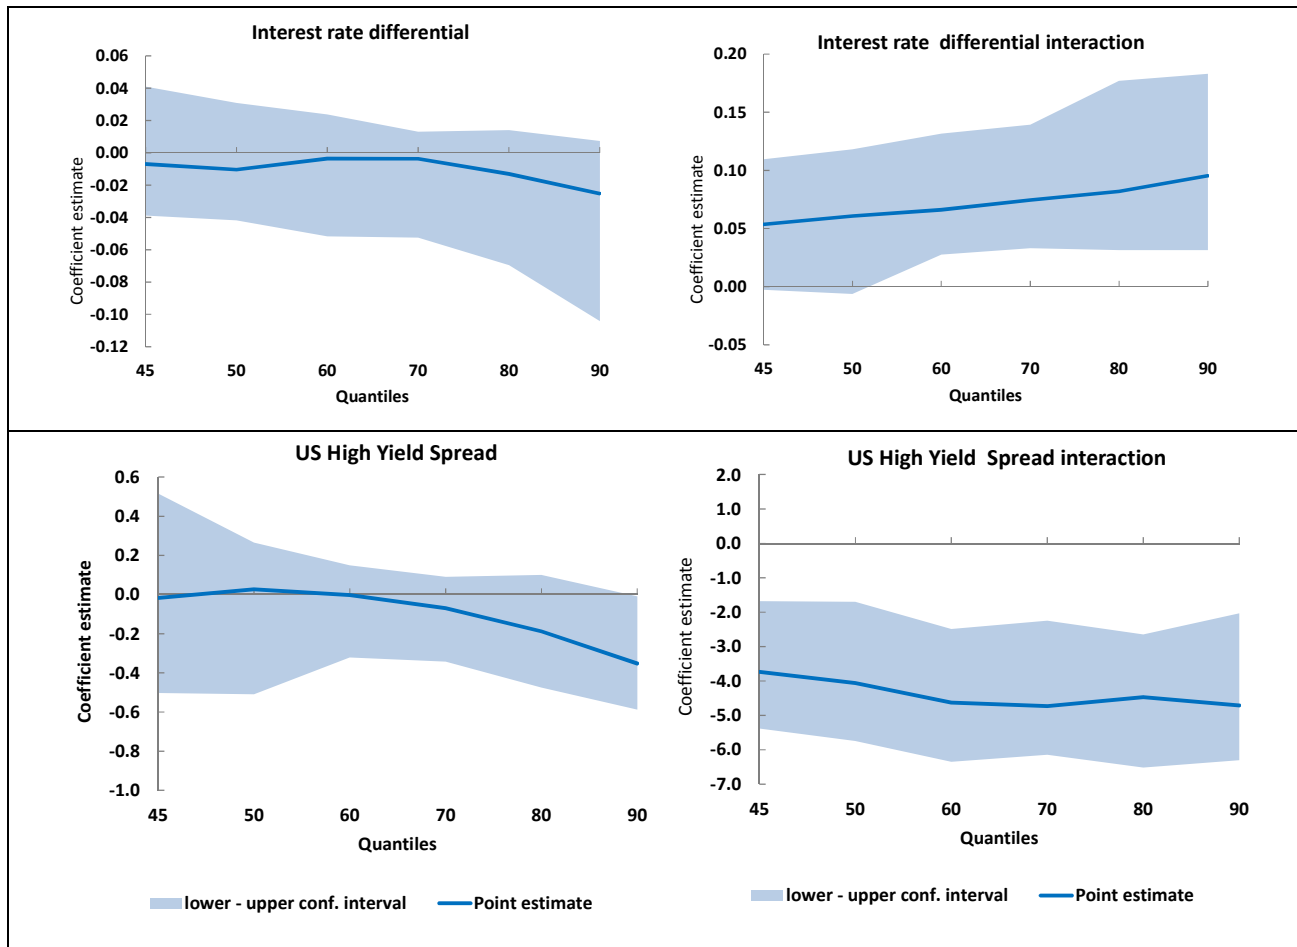 Interest rate differential
0.06
0.04
0.02
0.00
-0.02
-0.04
-0.06
-0.08
-0.10
-0.12
Coefficient estimate
45 50 60 70 80 90
Quantiles
Interest rate differential interaction
0.20
0.15
0.10
0.05
0.00
-0.05
Coefficient estimate
45 50 60 70 80 90
Quantiles
US High Yield Spread
0.6
0.4
0.2
0.0
-0.2
-0.4
-0.6
-0.8
-1.0
Coefficient estimate
45 50 60 70 80 90
Quantiles
lower - upper conf. interval Point estimate
US High Yield Spread interaction
2.0
1.0
0.0
-1.0
-2.0
-3.0
-4.0
-5.0
-6.0
-7.0
Coefficient estimate
45 50 60 70 80 90
Quantiles
lower - upper conf. interval Point estimate